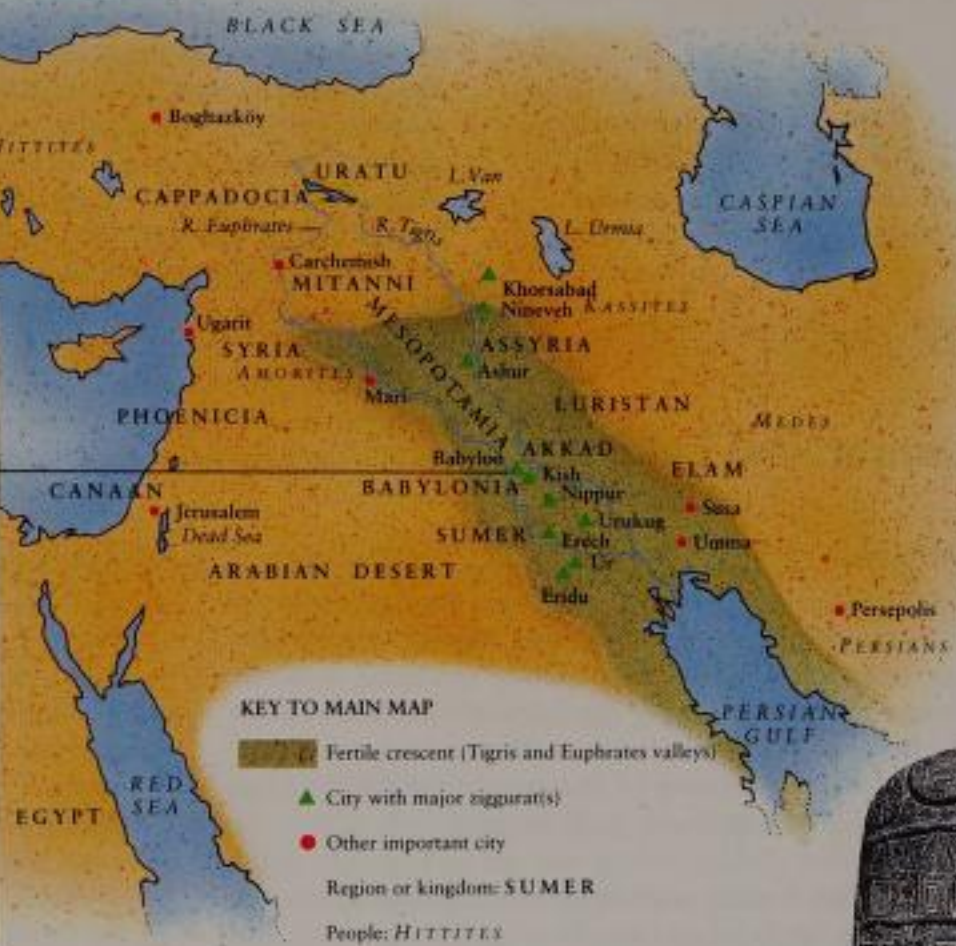 BLACK SEA
Boghazköy
HITTITES
URATU
L. Van
CAPPADOCIA
R. Euphrates
R. Tigris
CASPIAN
SEA
L. Urmia
Carchemish
MITANNI
Khorsabad
Nineveh
KASSITES
Ugarit
SYRIA
MESOPOTAMIA
ASSYRIA
AMORITES
Ashur
Mari
LURISTAN
PHOENICIA
MEDES
Babylon
AKKAD
Kish
ELAM
CANAAN
BABYLONIA
Nippur
Susa
Jerusalem
Urukug
Dead Sea
SUMER
Erech
Umma
Ur
ARABIAN DESERT
Eridu
Persepolis
PERSIANS
KEY TO MAIN MAP
PERSIAN
GULF
Fertile crescent (Tigris and Euphrates valleys)
RED
SEA
City with major ziggurat(s)
EGYPT
Other important city
Region or kingdom: SUMER
People: HITTITES